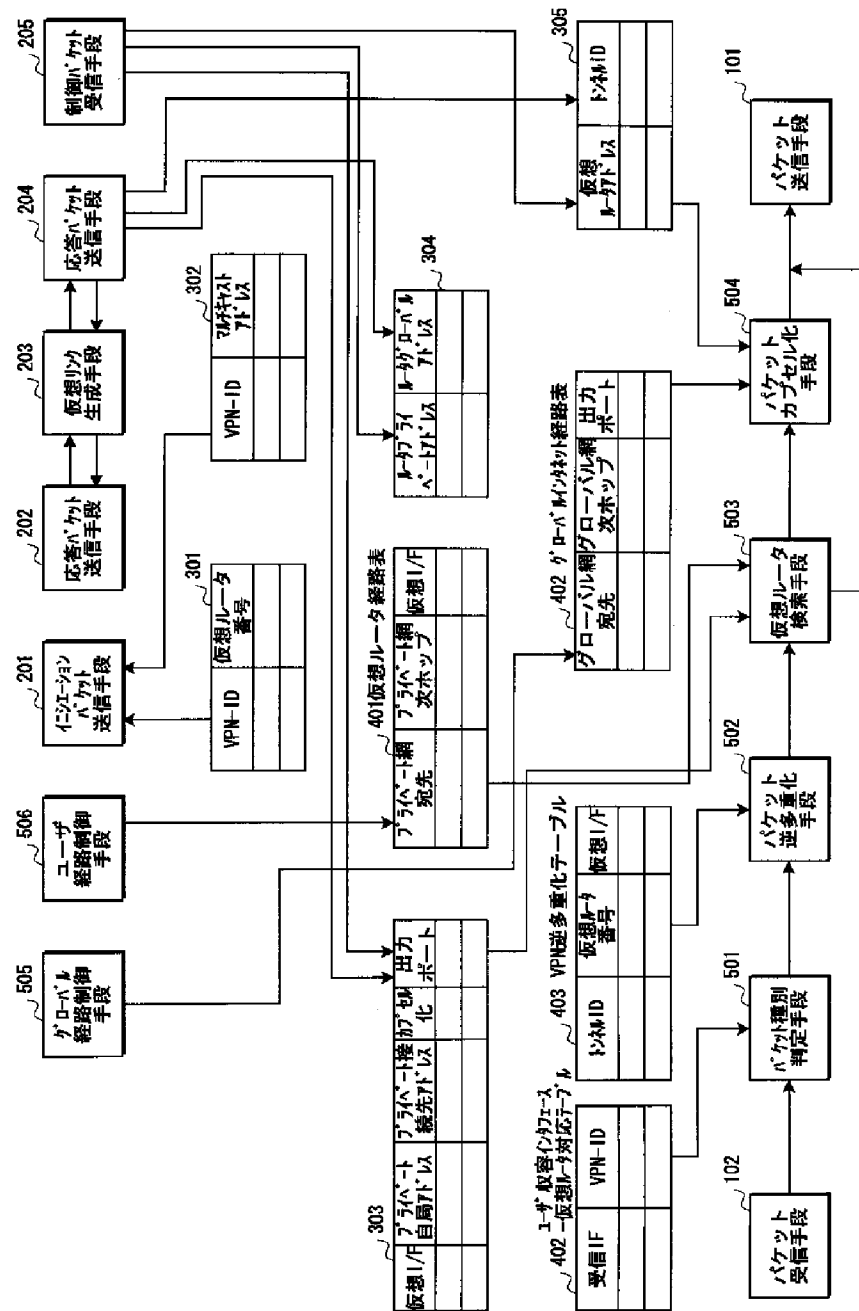 505
グローバル
経路制御
手段
506
ユーザ
経路制御
手段
201
イニシエーション
パケット
送信手段
202
応答パケット
送信手段
203
仮想リンク
生成手段
204
応答パケット
送信手段
205
制御パケット
受信手段
301
VPN-ID
仮想ルータ
番号
302
VPN-ID
マルチキャスト
アドレス
303
仮想I/F
プライベート
自局アドレス
プライベート接
続先アドレス
カプセル
化
出力
ポート
401仮想ルータ経路表
プライベート網
宛先
プライベート網
次ホップ
仮想I/F
304
ルータプライ
ベートアドレス
ルータグローバル
アドレス
305
仮想
ルータアドレス
トンネルID
402 グローバルインタネット経路表
グローバル網
宛先
グローバル網
次ホップ
出力
ポート
ユーザ収容インタフェース
402 ー仮想ルータ対応テーブル
受信IF
VPN-ID
403 VPN逆多重化テーブル
トンネルID
仮想ルータ
番号
仮想I/F
102
パケット
受信手段
501
パケット種別
判定手段
502
パケット
逆多重化
手段
503
仮想ルータ
検索手段
504
パケット
カプセル化
手段
101
パケット
送信手段